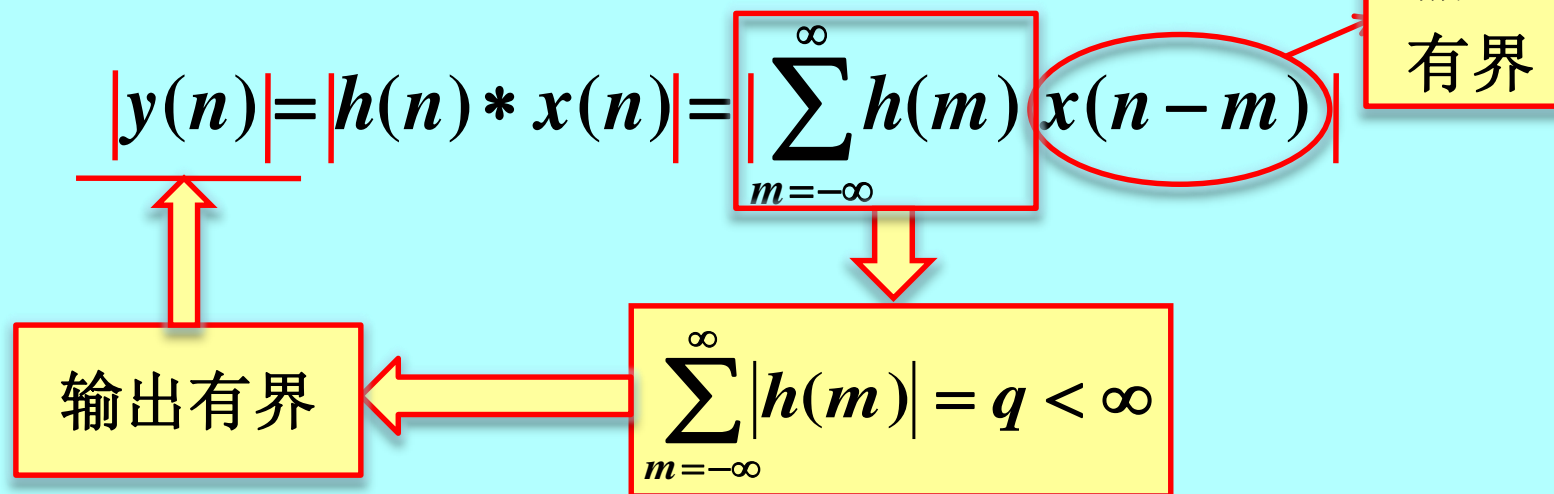 有界
|y(n)|=|h(n)*x(n)|=|∑_{m=-∞}^{∞} h(m) x(n-m)|
输出有界
∑_{m=-∞}^{∞} |h(m)| = q < ∞